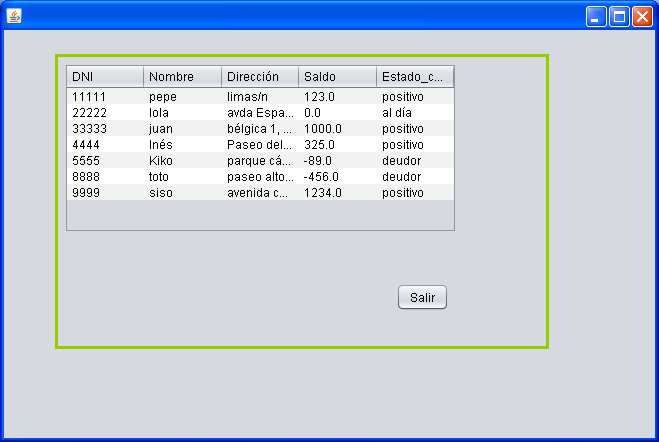 DNI Nombre Dirección Saldo Estado_c...
11111 pepe limas/n 123.0 positivo
22222 lola avda Espa... 0.0 al día
33333 juan bélgica 1, ... 1000.0 positivo
4444 Inés Paseo del... 325.0 positivo
5555 Kiko parque cá... -89.0 deudor
8888 toto paseo alto... -456.0 deudor
9999 siso avenida c... 1234.0 positivo
Salir